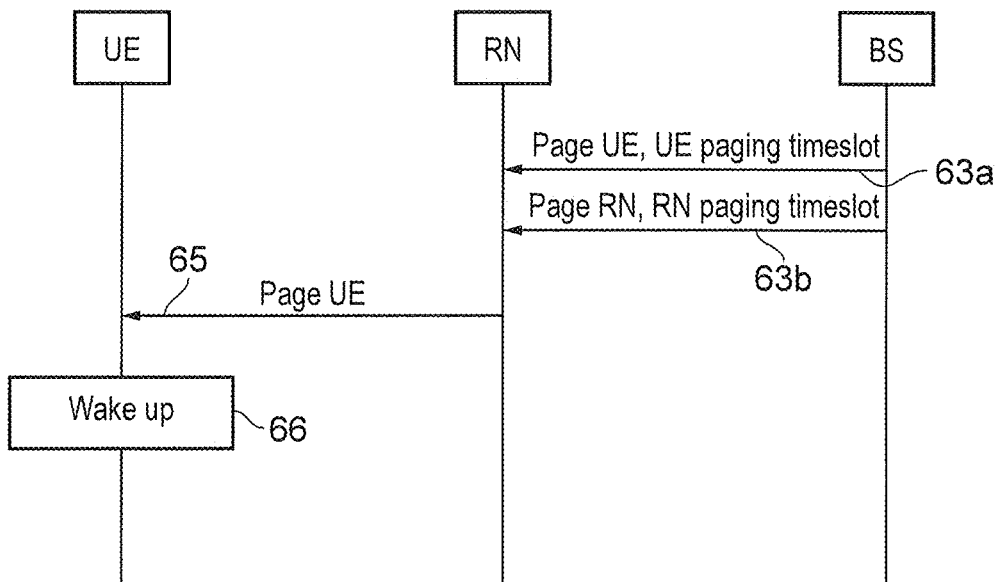 UE
RN
BS
Page UE, UE paging timeslot
63a
Page RN, RN paging timeslot
63b
65
Page UE
Wake up
66